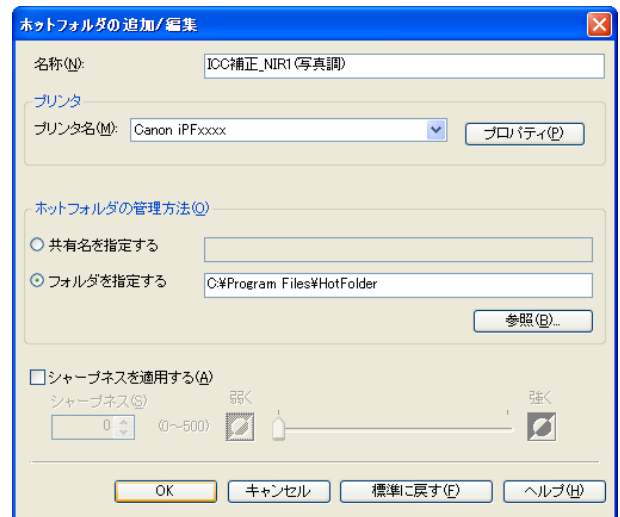 ホットフォルダの追加/編集
名称(N):
ICC補正_NIR1(写真調)
プリンタ
プリンタ名(M):
Canon iPFxxxx
プロパティ(P)
ホットフォルダの管理方法(O)
共有名を指定する
フォルダを指定する
C:¥Program Files¥HotFolder
参照(B)...
シャープネスを適用する(A)
シャープネス(S)
弱く
強く
0
(0～500)
OK
キャンセル
標準に戻す(F)
ヘルプ(H)